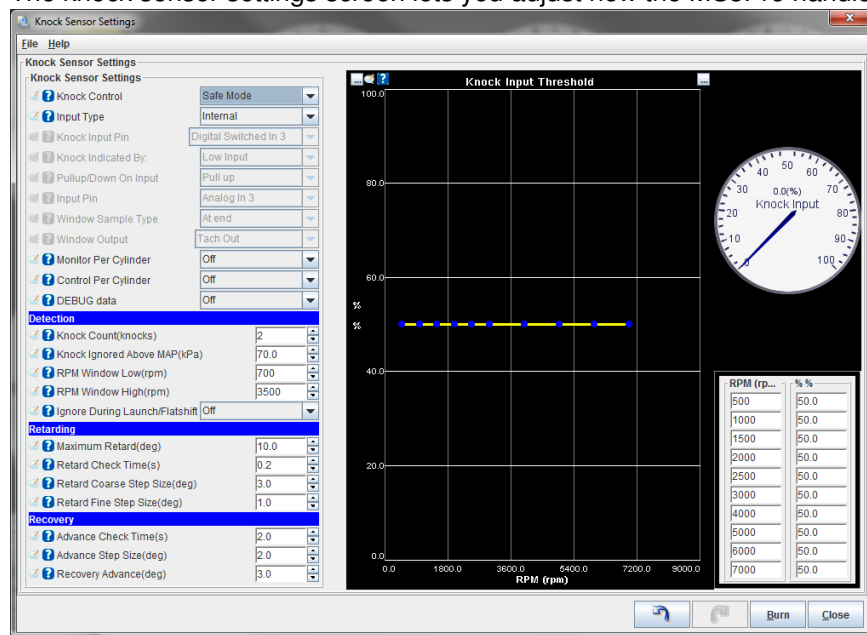 Knock Sensor Settings
File Help
Knock Sensor Settings
Knock Sensor Settings
Knock Control Safe Mode
Input Type Internal
Knock Input Pin Digital Switched In 3
Knock Indicated By: Low Input
Pullup/Down On Input Pull up
Input Pin Analog In 3
Window Sample Type At end
Window Output Tach Out
Monitor Per Cylinder Off
Control Per Cylinder Off
DEBUG data Off
Detection
Knock Count(knocks) 2
Knock Ignored Above MAP(kPa) 70.0
RPM Window Low(rpm) 700
RPM Window High(rpm) 3500
Ignore During Launch/Flatshift Off
Retarding
Maximum Retard(deg) 10.0
Retard Check Time(s) 0.2
Retard Coarse Step Size(deg) 3.0
Retard Fine Step Size(deg) 1.0
Recovery
Advance Check Time(s) 2.0
Advance Step Size(deg) 2.0
Recovery Advance(deg) 3.0
Knock Input Threshold
100.0
80.0
60.0
%
%
40.0
20.0
0.0
0.0 1800.0 3600.0 5400.0 7200.0 9000.0
RPM (rpm)
0 10 20 30 40 50 60 70 80 90 100
0.0(%)
Knock Input
RPM (rp... % %
500 50.0
1000 50.0
1500 50.0
2000 50.0
2500 50.0
3000 50.0
4000 50.0
5000 50.0
6000 50.0
7000 50.0
Burn Close